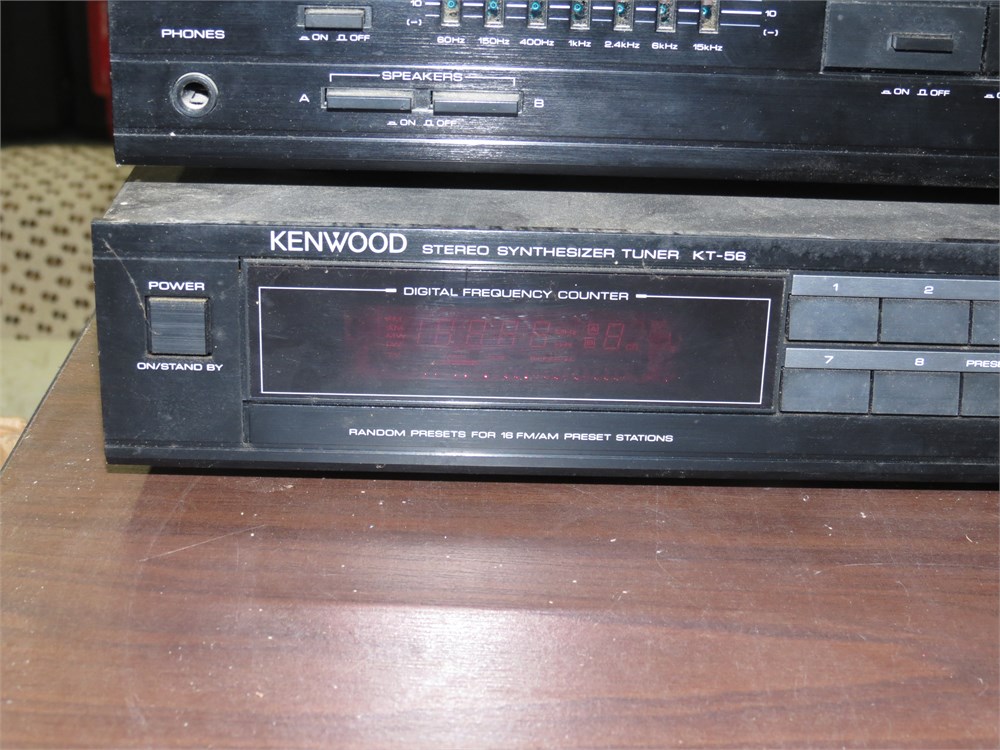 10 10
(-) (-)
60Hz 150Hz 400Hz 1kHz 2.4kHz 6kHz 15kHz
ON OFF
PHONES
SPEAKERS
A B
ON OFF
ON OFF
KENWOOD STEREO SYNTHESIZER TUNER KT-56
POWER
ON/STAND BY
DIGITAL FREQUENCY COUNTER
1 2
7 8
RANDOM PRESETS FOR 16 FM/AM PRESET STATIONS